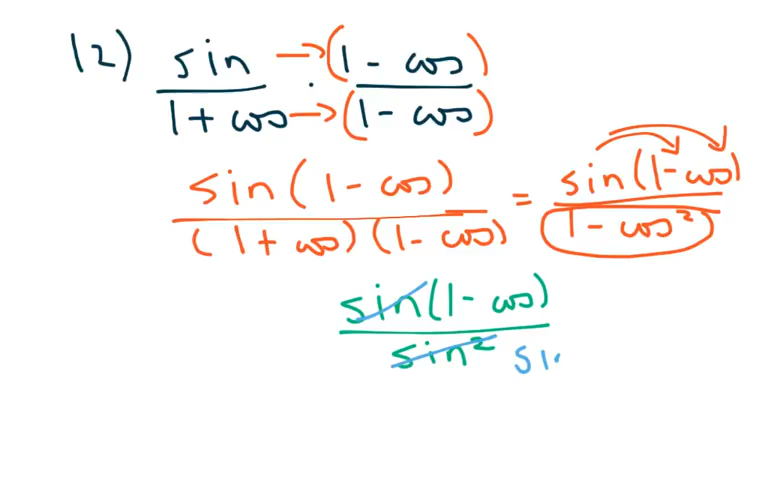 12) sin → (1 - cos)
1 + cos → (1 - cos)
sin (1 - cos) = sin (1 - cos)
(1 + cos) (1 - cos) 1 - cos²
sin (1 - cos)
sin² si